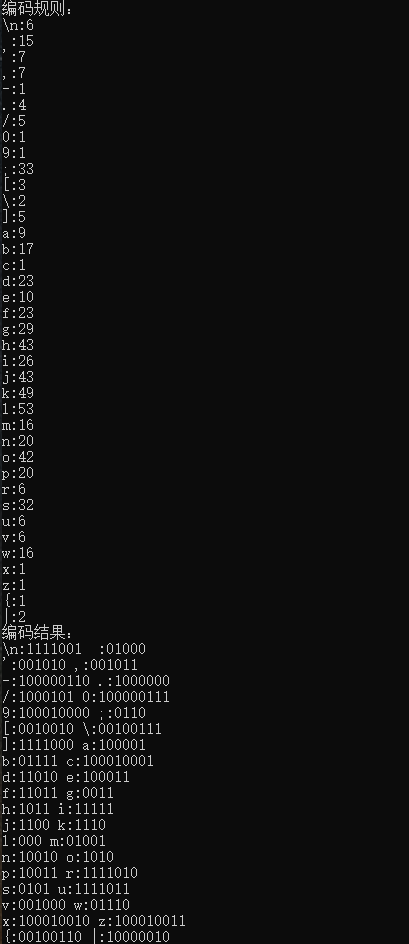 编码规则：
\n:6
 :15
':7
,:7
-:1
.:4
/:5
0:1
9:1
;:33
[:3
\:2
]:5
a:9
b:17
c:1
d:23
e:10
f:23
g:29
h:43
i:26
j:43
k:49
l:53
m:16
n:20
o:42
p:20
r:6
s:32
u:6
v:6
w:16
x:1
z:1
{:1
|:2
编码结果：
\n:1111001  :01000
':001010 ,:001011
-:100000110 .:1000000
/:1000101 0:100000111
9:100010000 ;:0110
[:0010010 \:00100111
]:1111000 a:100001
b:01111 c:100010001
d:11010 e:100011
f:11011 g:0011
h:1011 i:11111
j:1100 k:1110
l:000 m:01001
n:10010 o:1010
p:10011 r:1111010
s:0101 u:1111011
v:001000 w:01110
x:100010010 z:100010011
{:00100110 |:10000010